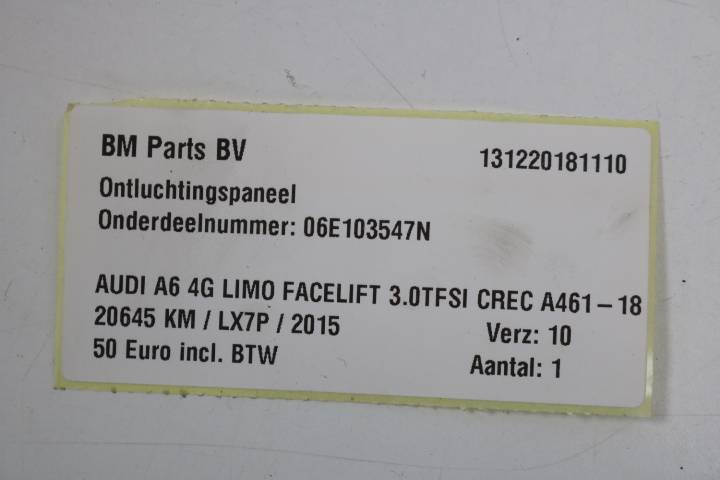 BM Parts BV 131220181110
Ontluchtingspaneel
Onderdeelnummer: 06E103547N
AUDI A6 4G LIMO FACELIFT 3.0TFSI CREC A461-18
20645 KM / LX7P / 2015 Verz: 10
50 Euro incl. BTW Aantal: 1